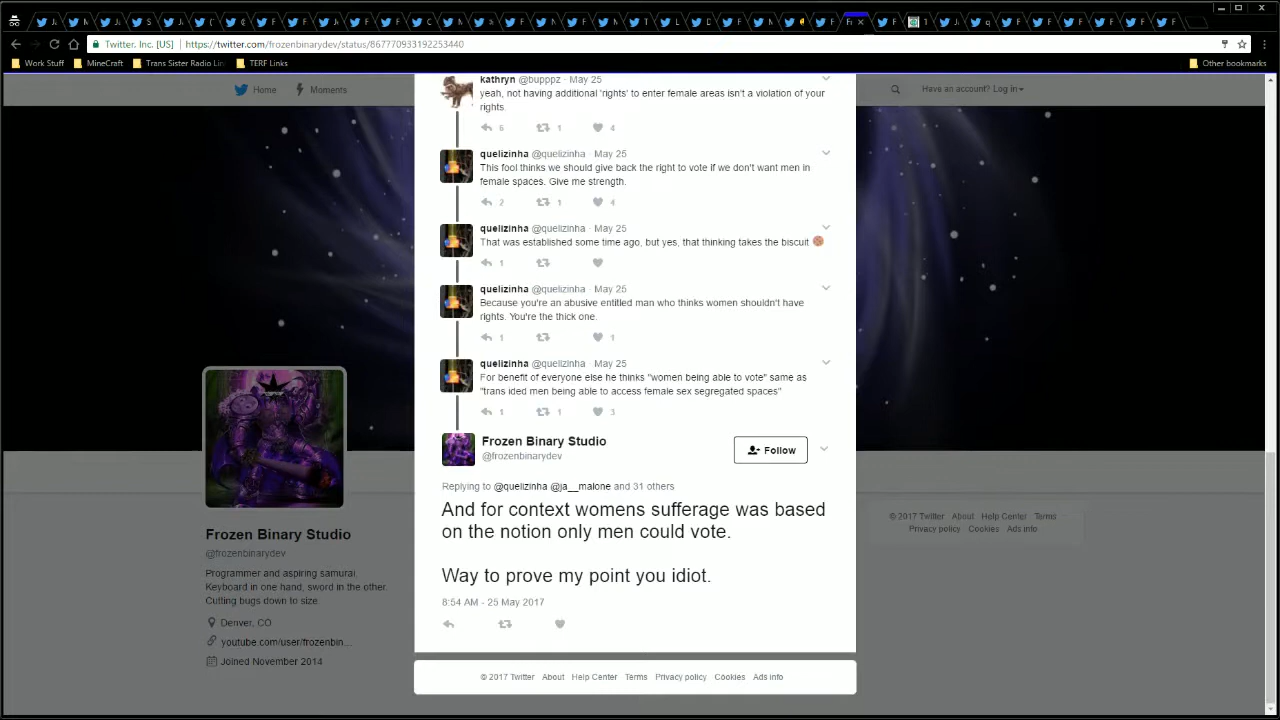 Twitter, Inc. [US] https://twitter.com/frozenbinarydev/status/867770933192253440
Work Stuff MineCraft Trans Sister Radio Lin TERF Links Other bookmarks
Home Moments Have an account? Log in
kathryn @bupppz · May 25
yeah, not having additional 'rights' to enter female areas isn't a violation of your
rights.
6 1 4
quelizinha @quelizinha · May 25
This fool thinks we should give back the right to vote if we don't want men in
female spaces. Give me strength.
2 1 4
quelizinha @quelizinha · May 25
That was established some time ago, but yes, that thinking takes the biscuit
1
quelizinha @quelizinha · May 25
Because you're an abusive entitled man who thinks women shouldn't have
rights. You're the thick one.
1 1
quelizinha @quelizinha · May 25
For benefit of everyone else he thinks "women being able to vote" same as
"trans ided men being able to access female sex segregated spaces"
1 1 3
Frozen Binary Studio
@frozenbinarydev
Follow
Replying to @quelizinha @ja__malone and 31 others
And for context womens sufferage was based
on the notion only men could vote.
Way to prove my point you idiot.
8:54 AM - 25 May 2017
© 2017 Twitter About Help Center Terms Privacy policy Cookies Ads info
Frozen Binary Studio
@frozenbinarydev
Programmer and aspiring samurai.
Keyboard in one hand, sword in the other.
Cutting bugs down to size.
Denver, CO
youtube.com/user/frozenbin...
Joined November 2014
© 2017 Twitter About Help Center Terms
Privacy policy Cookies Ads info